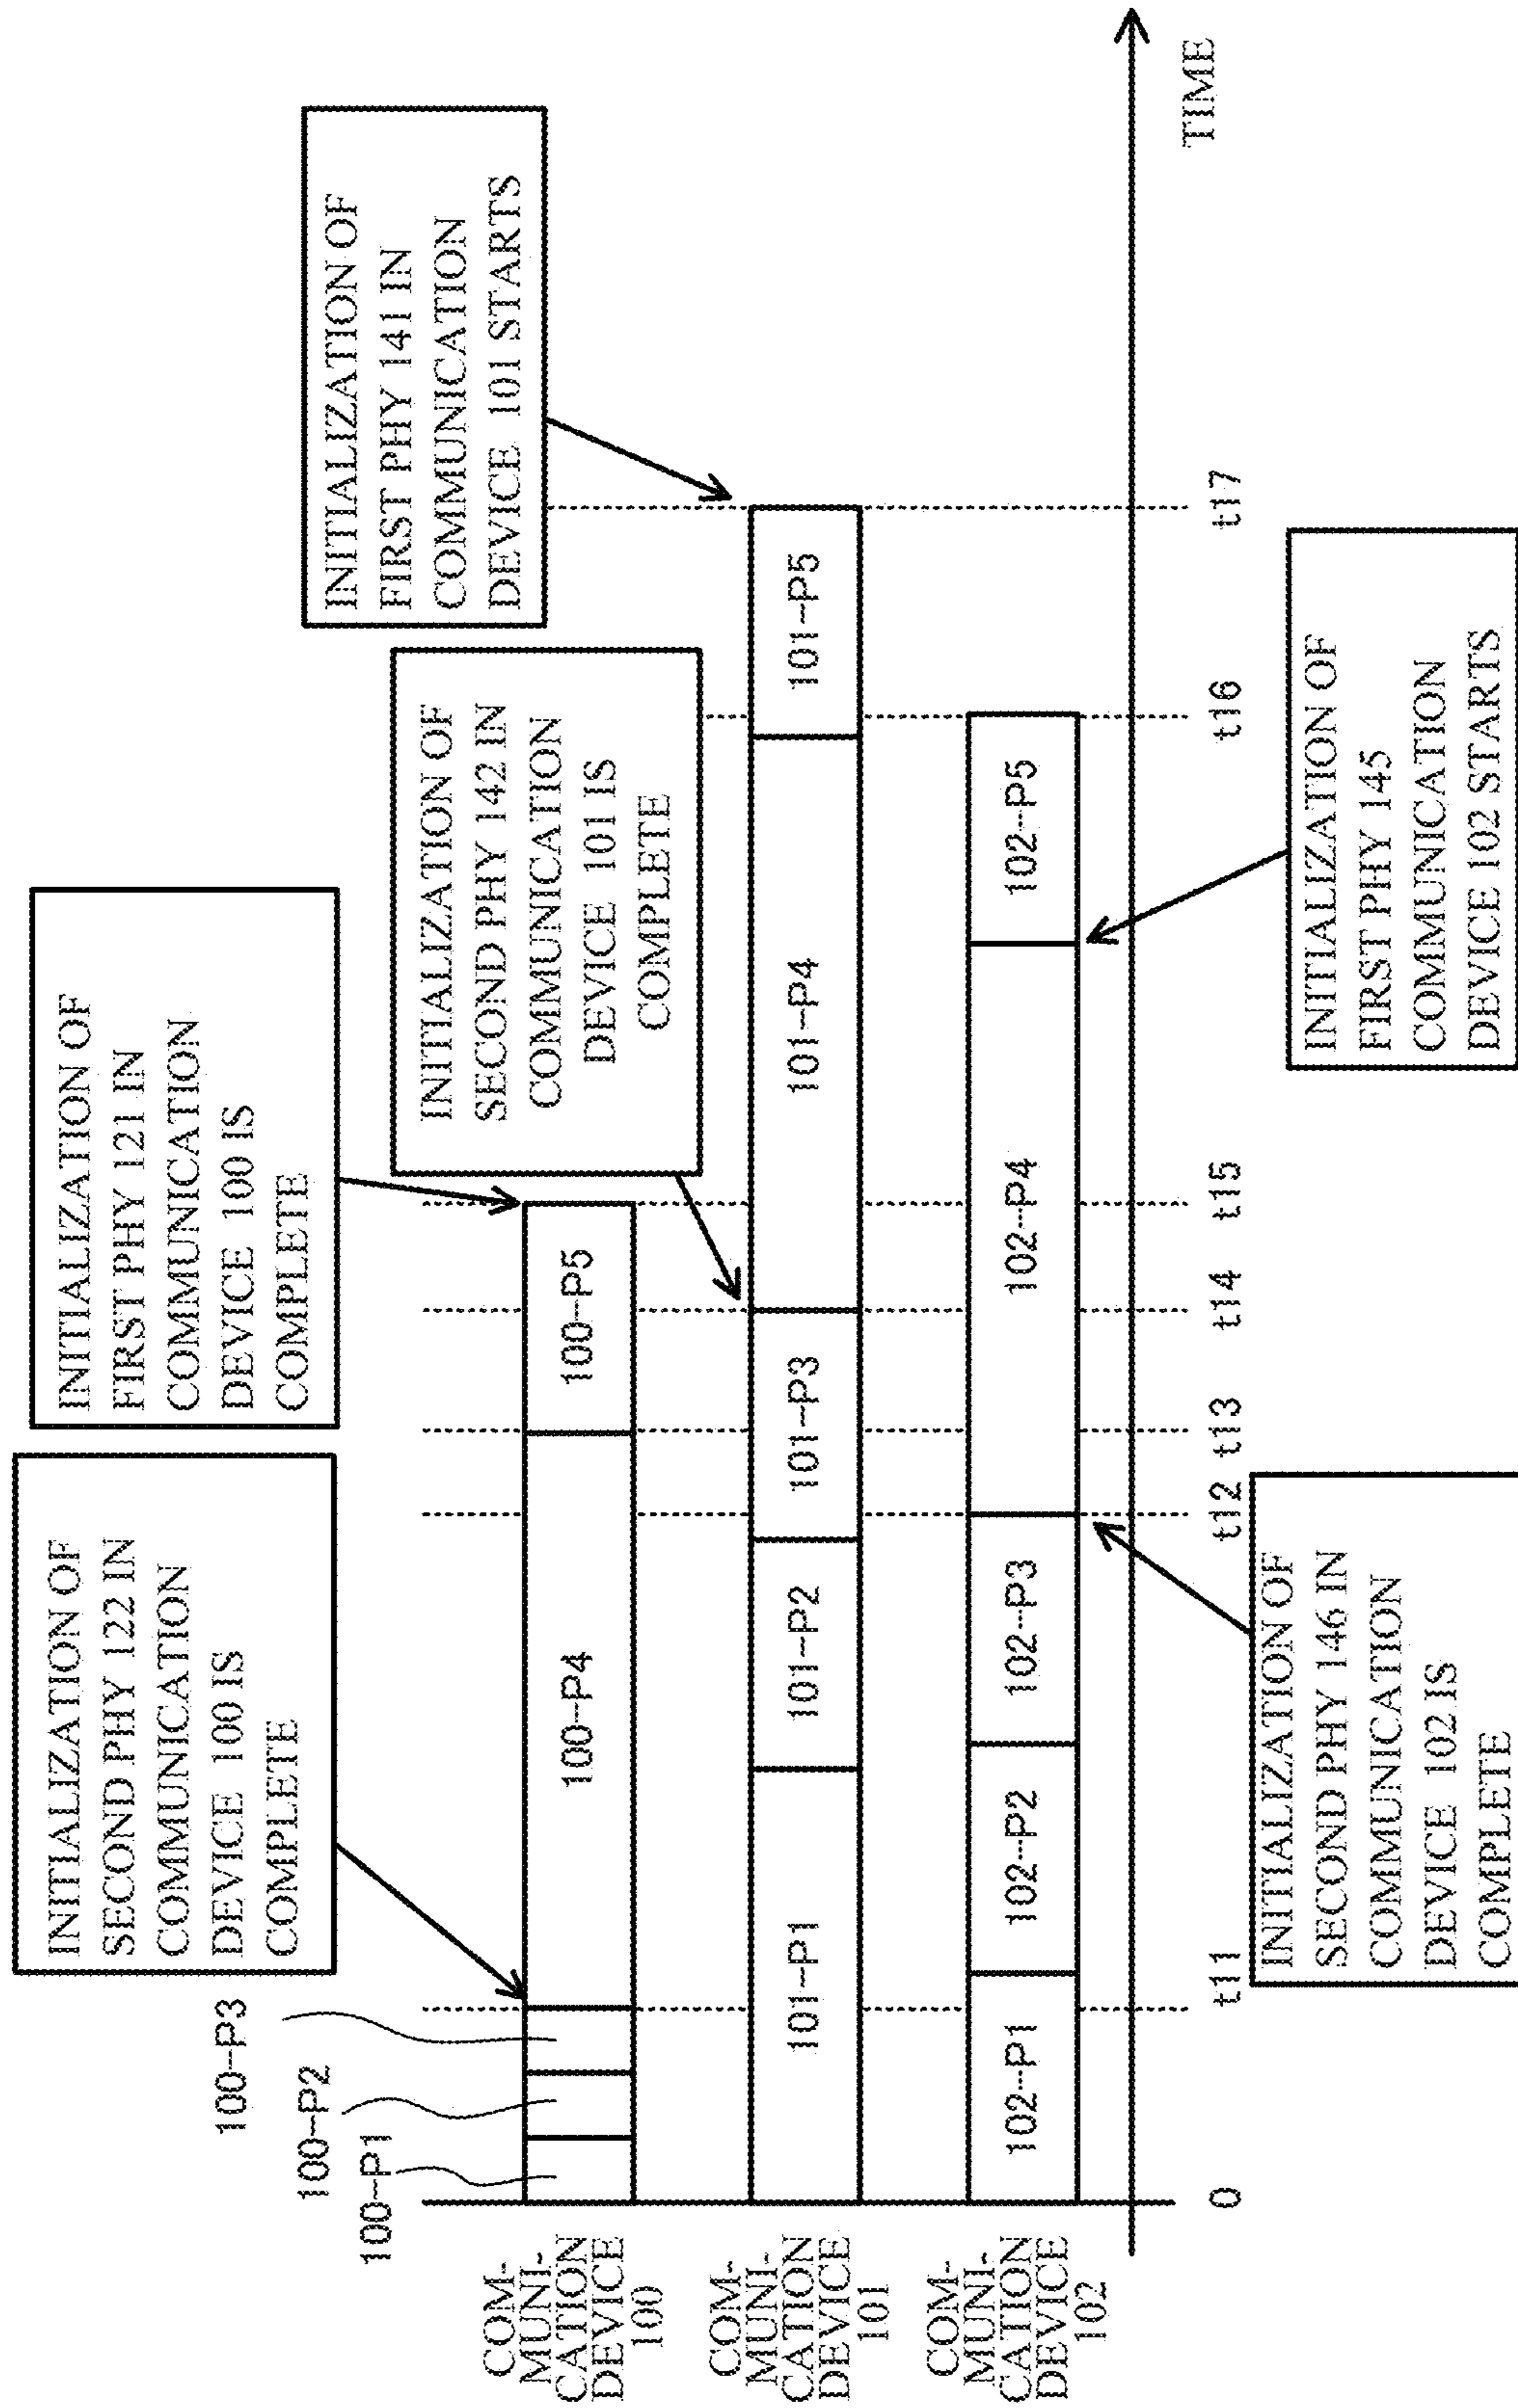 INITIALIZATION OF
SECOND PHY 122 IN
COMMUNICATION
DEVICE 100 IS
COMPLETE
INITIALIZATION OF
FIRST PHY 121 IN
COMMUNICATION
DEVICE 100 IS
COMPLETE
INITIALIZATION OF
FIRST PHY 141 IN
COMMUNICATION
DEVICE 101 STARTS
INITIALIZATION OF
SECOND PHY 142 IN
COMMUNICATION
DEVICE 101 IS
COMPLETE
100-P3
100-P2
100-P1
COM-
MUNI-
CATION
DEVICE
100
100-P4
100-P5
COM-
MUNI-
CATION
DEVICE
101
101-P1
101-P2
101-P3
101-P4
101-P5
COM-
MUNI-
CATION
DEVICE
102
102-P1
102-P2
102-P3
102-P4
102-P5
TIME
0
t11
t12
t13
t14
t15
t16
t17
INITIALIZATION OF
SECOND PHY 146 IN
COMMUNICATION
DEVICE 102 IS
COMPLETE
INITIALIZATION OF
FIRST PHY 145
COMMUNICATION
DEVICE 102 STARTS